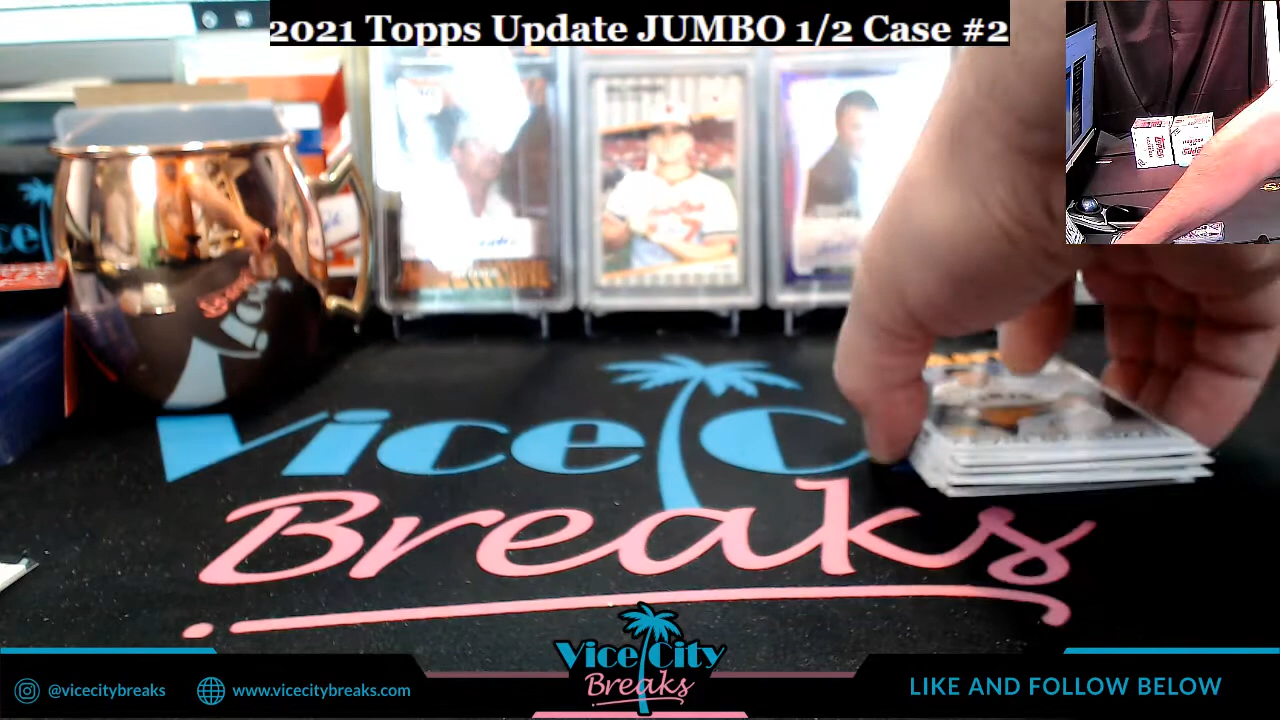 2021 Topps Update JUMBO 1/2 Case #2
Vice C
Breaks
Vice City
Breaks
@vicecitybreaks
www.vicecitybreaks.com
LIKE AND FOLLOW BELOW